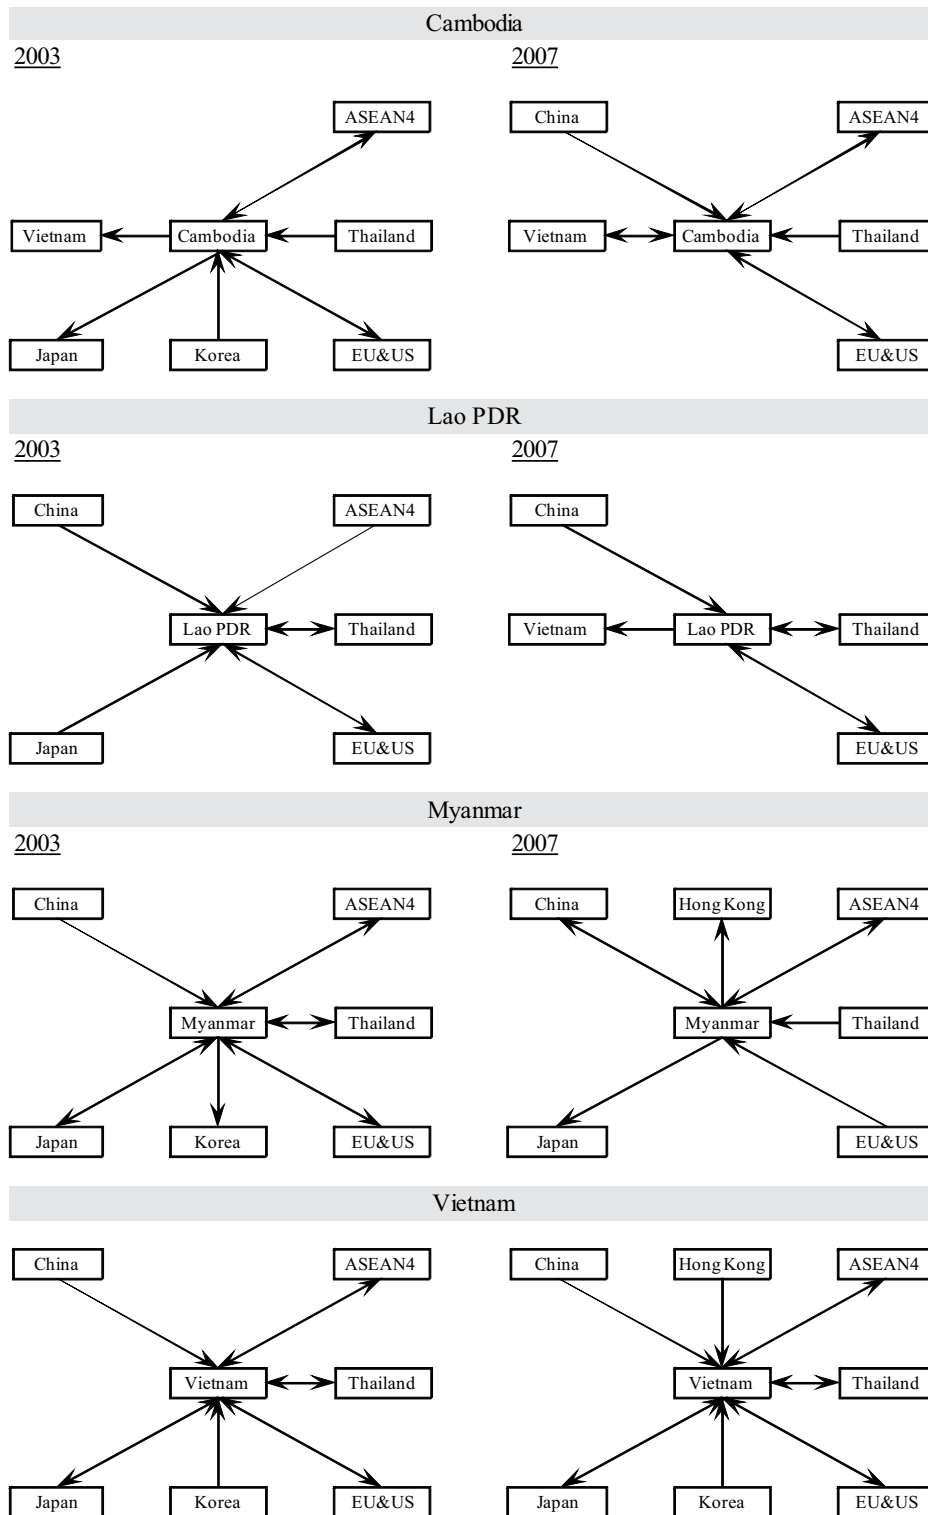 Cambodia
2003 2007
ASEAN4 China ASEAN4
Vietnam Cambodia Thailand Vietnam Cambodia Thailand
Japan Korea EU&US EU&US
Lao PDR
2003 2007
China ASEAN4 China
Lao PDR Thailand Vietnam Lao PDR Thailand
Japan EU&US EU&US
Myanmar
2003 2007
China ASEAN4 China Hong Kong ASEAN4
Myanmar Thailand Myanmar Thailand
Japan Korea EU&US Japan EU&US
Vietnam
China ASEAN4 China Hong Kong ASEAN4
Vietnam Thailand Vietnam Thailand
Japan Korea EU&US Japan Korea EU&US